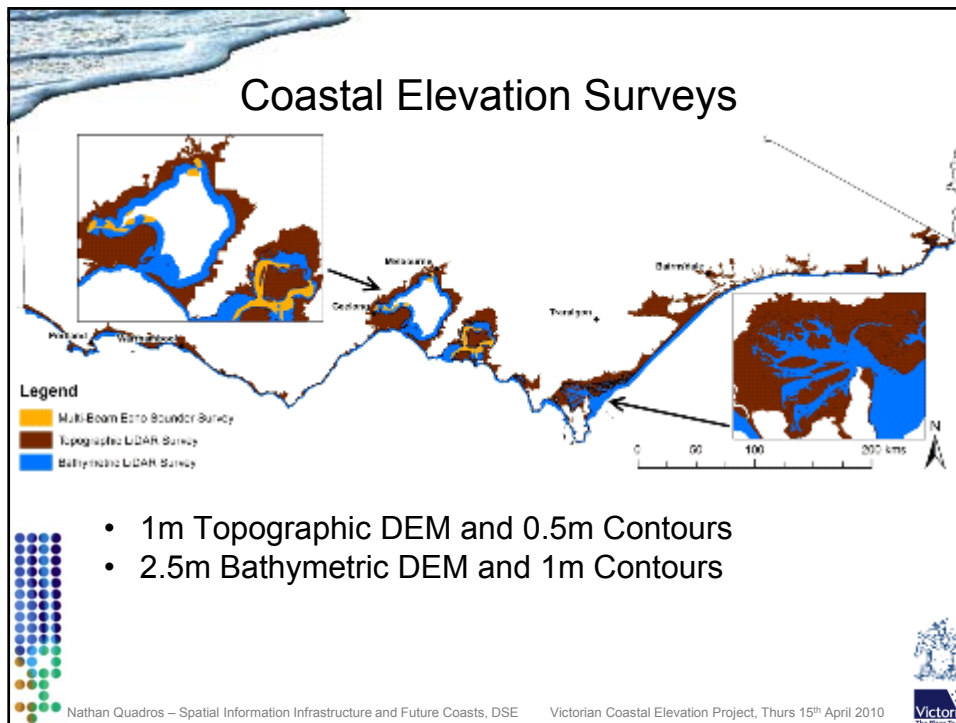 Coastal Elevation Surveys
Melbourne
Geelong
Bairnsdale
Traralgon
Portland
Warrnambool
Legend
Multi-Beam Echo Sounder Survey
Topographic LiDAR Survey
Bathymetric LiDAR Survey
N
0 50 100 200 kms
• 1m Topographic DEM and 0.5m Contours
• 2.5m Bathymetric DEM and 1m Contours
Nathan Quadros – Spatial Information Infrastructure and Future Coasts, DSE Victorian Coastal Elevation Project, Thurs 15th April 2010